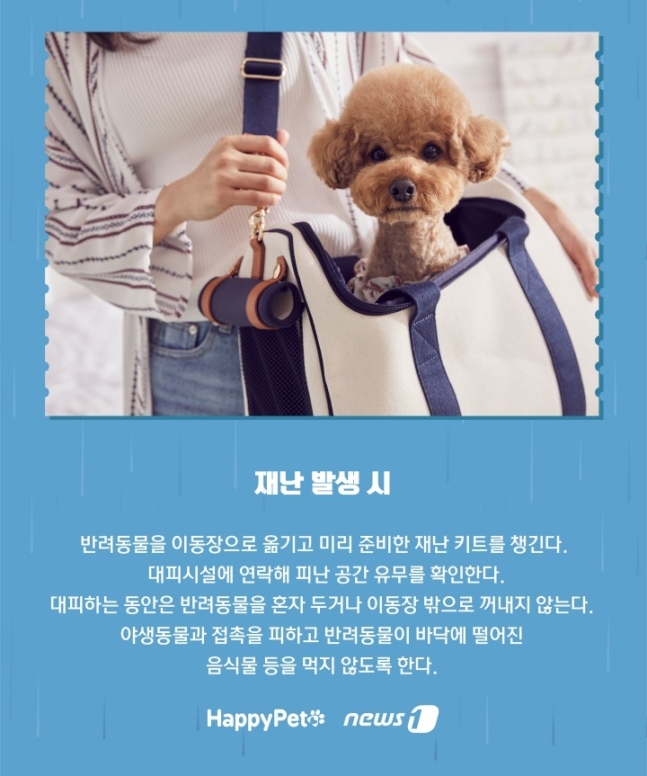 재난 발생 시
반려동물을 이동장으로 옮기고 미리 준비한 재난 키트를 챙긴다.
대피시설에 연락해 피난 공간 유무를 확인한다.
대피하는 동안은 반려동물을 혼자 두거나 이동장 밖으로 꺼내지 않는다.
야생동물과 접촉을 피하고 반려동물이 바닥에 떨어진
음식물 등을 먹지 않도록 한다.
HappyPet news1